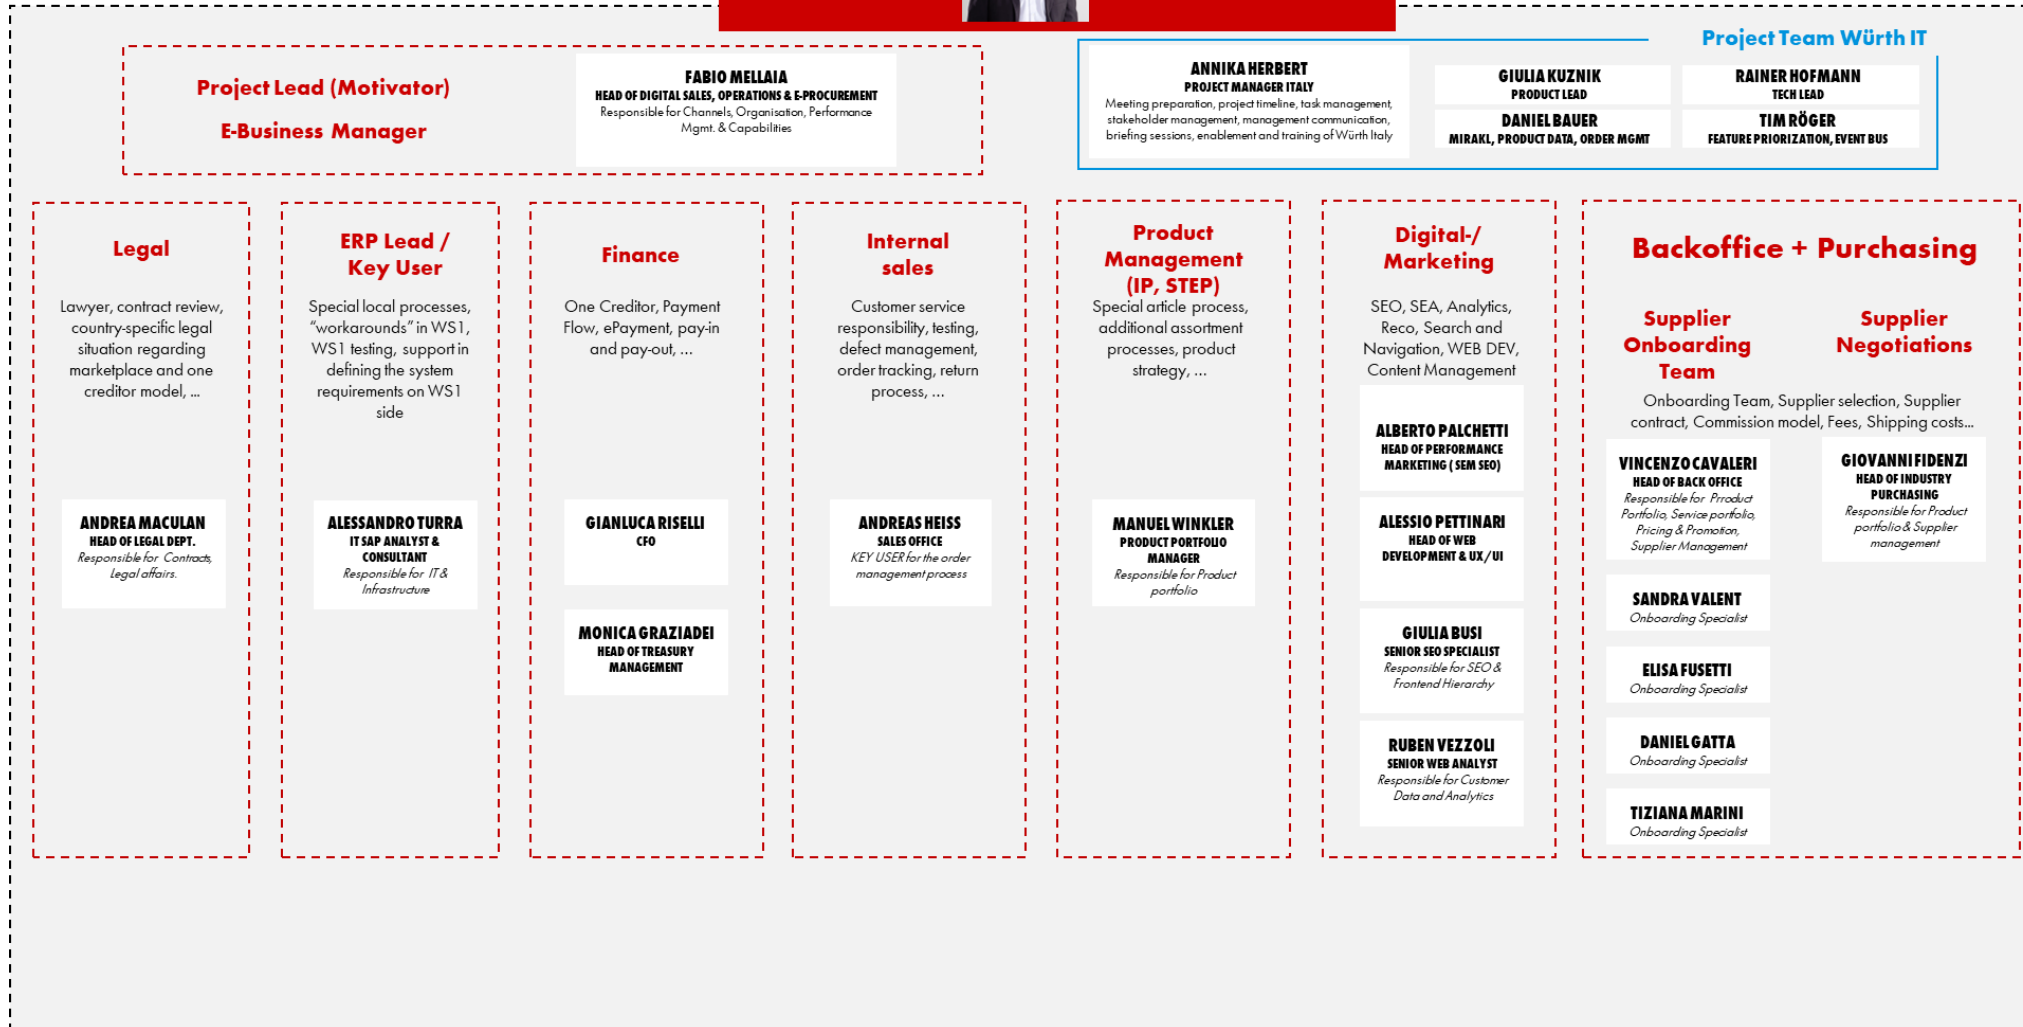 Project Lead (Motivator)
E-Business Manager
FABIO MELLAIA
HEAD OF DIGITAL SALES, OPERATIONS & E-PROCUREMENT
Responsible for Channels, Organisation, Performance
Mgmt. & Capabilities
Project Team Würth IT
ANNIKA HERBERT
PROJECT MANAGER ITALY
Meeting preparation, project timeline, task management,
stakeholder management, management communication,
briefing sessions, enablement and training of Würth Italy
GIULIA KUZNIK
PRODUCT LEAD
RAINER HOFMANN
TECH LEAD
DANIEL BAUER
MIRAKL, PRODUCT DATA, ORDER MGMT
TIM RÖGER
FEATURE PRIORIZATION, EVENT BUS
Legal
Lawyer, contract review,
country-specific legal
situation regarding
marketplace and one
creditor model, ...
ANDREA MACULAN
HEAD OF LEGAL DEPT.
Responsible for Contracts,
Legal affairs.
ERP Lead /
Key User
Special local processes,
“workarounds” in WS1,
WS1 testing, support in
defining the system
requirements on WS1
side
ALESSANDRO TURRA
IT SAP ANALYST &
CONSULTANT
Responsible for IT &
Infrastructure
Finance
One Creditor, Payment
Flow, ePayment, pay-in
and pay-out, ...
GIANLUCA RISELLI
CFO
MONICA GRAZIADEI
HEAD OF TREASURY
MANAGEMENT
Internal
sales
Customer service
responsibility, testing,
defect management,
order tracking, return
process, ...
ANDREAS HEISS
SALES OFFICE
KEY USER for the order
management process
Product
Management
(IP, STEP)
Special article process,
additional assortment
processes, product
strategy, ...
MANUEL WINKLER
PRODUCT PORTFOLIO
MANAGER
Responsible for Product
portfolio
Digital-/
Marketing
SEO, SEA, Analytics,
Reco, Search and
Navigation, WEB DEV,
Content Management
ALBERTO PALCHETTI
HEAD OF PERFORMANCE
MARKETING ( SEM SEO)
ALESSIO PETTINARI
HEAD OF WEB
DEVELOPMENT & UX/UI
GIULIA BUSI
SENIOR SEO SPECIALIST
Responsible for SEO &
Frontend Hierarchy
RUBEN VEZZOLI
SENIOR WEB ANALYST
Responsible for Customer
Data and Analytics
Backoffice + Purchasing
Supplier
Onboarding
Team
Supplier
Negotiations
Onboarding Team, Supplier selection, Supplier
contract, Commission model, Fees, Shipping costs...
VINCENZO CAVALERI
HEAD OF BACK OFFICE
Responsible for Prroduct
Portfolio, Service portfolio,
Pricing & Promotion,
Supplier Management
SANDRA VALENT
Onboarding Specialist
ELISA FUSETTI
Onboarding Specialist
DANIEL GATTA
Onboarding Specialist
TIZIANA MARINI
Onboarding Specialist
GIOVANNI FIDENZI
HEAD OF INDUSTRY
PURCHASING
Responsible for Product
portfolio & Supplier
management